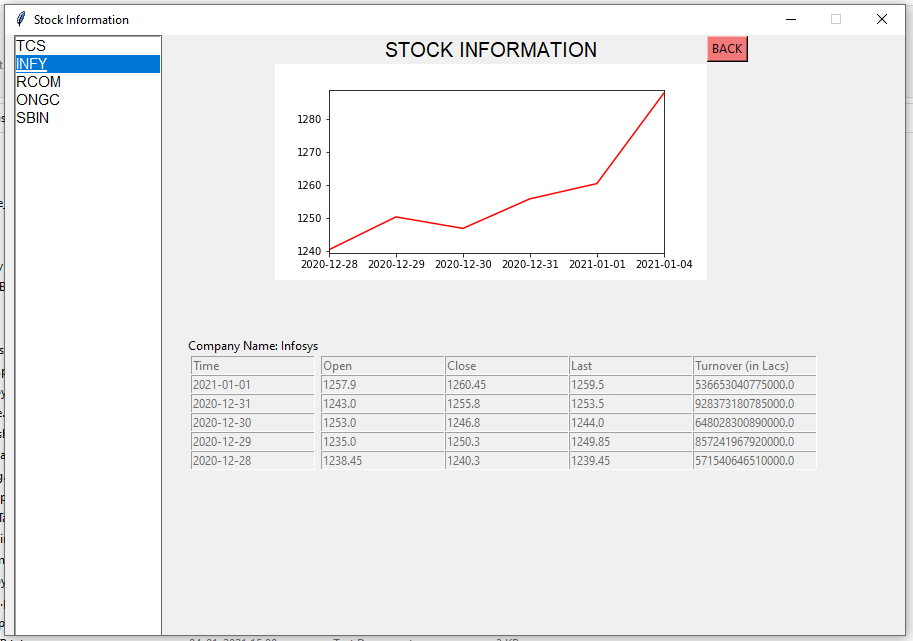 Stock Information
TCS
INFY
RCOM
ONGC
SBIN
STOCK INFORMATION
BACK
1280
1270
1260
1250
1240
2020-12-28 2020-12-29 2020-12-30 2020-12-31 2021-01-01 2021-01-04
Company Name: Infosys
Time Open Close Last Turnover (in Lacs)
2021-01-01 1257.9 1260.45 1259.5 536653040775000.0
2020-12-31 1243.0 1255.8 1253.5 928373180785000.0
2020-12-30 1253.0 1246.8 1244.0 648028300890000.0
2020-12-29 1235.0 1250.3 1249.85 857241967920000.0
2020-12-28 1238.45 1240.3 1239.45 571540646510000.0